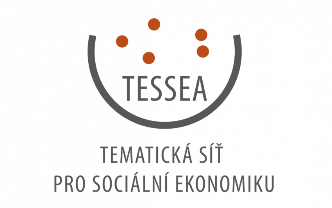 TESSEA
TEMATICKÁ SÍŤ
PRO SOCIÁLNÍ EKONOMIKU